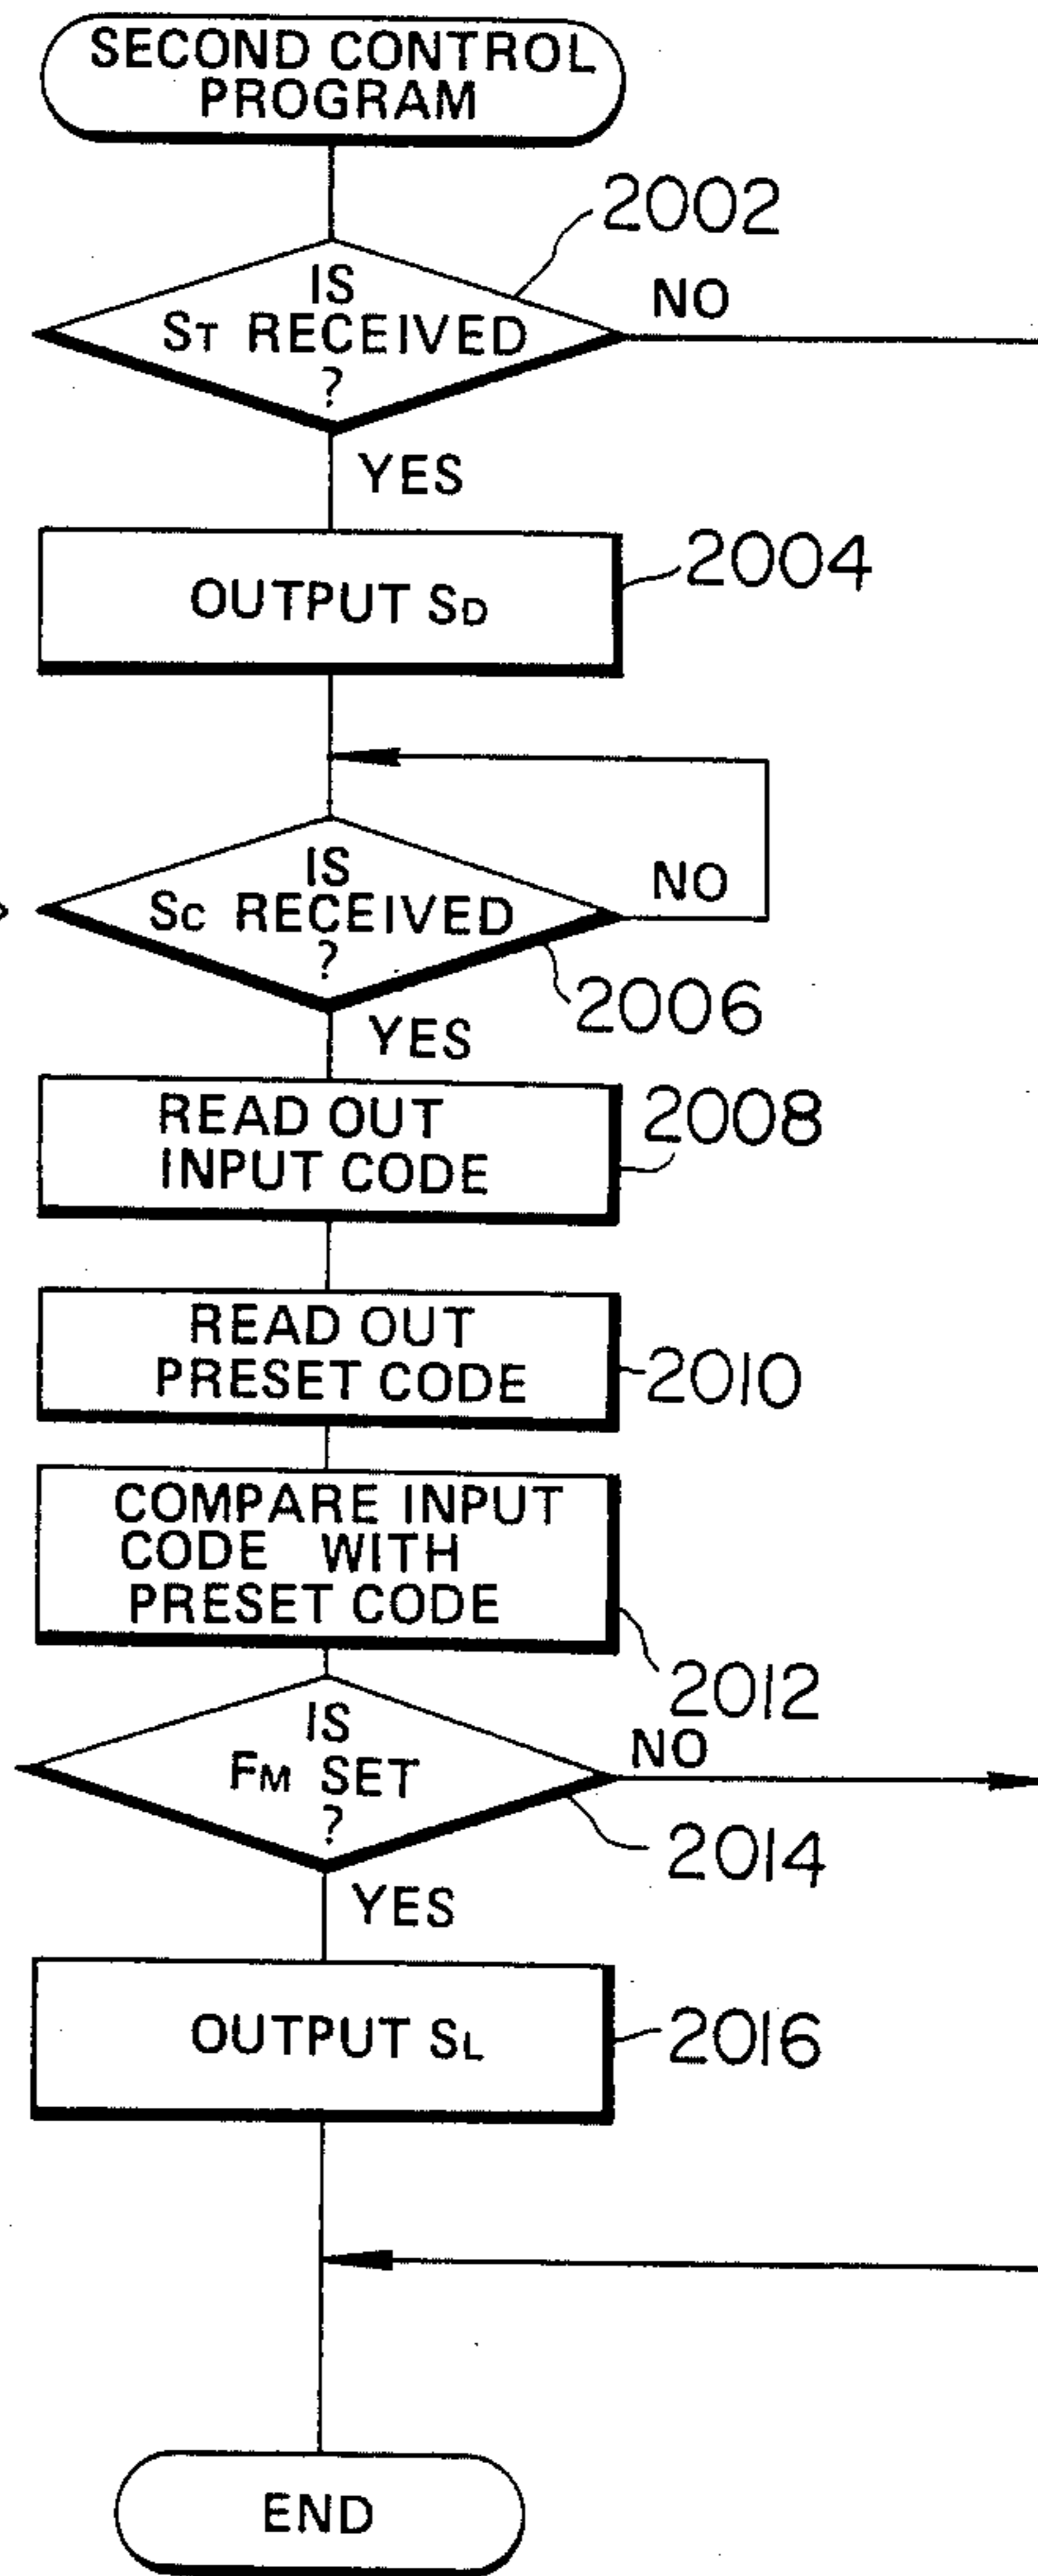 SECOND CONTROL
PROGRAM
2002
IS
ST RECEIVED
?
NO
YES
OUTPUT SD
2004
IS
SC RECEIVED
?
NO
2006
YES
READ OUT
INPUT CODE
2008
READ OUT
PRESET CODE
2010
COMPARE INPUT
CODE WITH
PRESET CODE
2012
IS
FM SET
?
NO
2014
YES
OUTPUT SL
2016
END